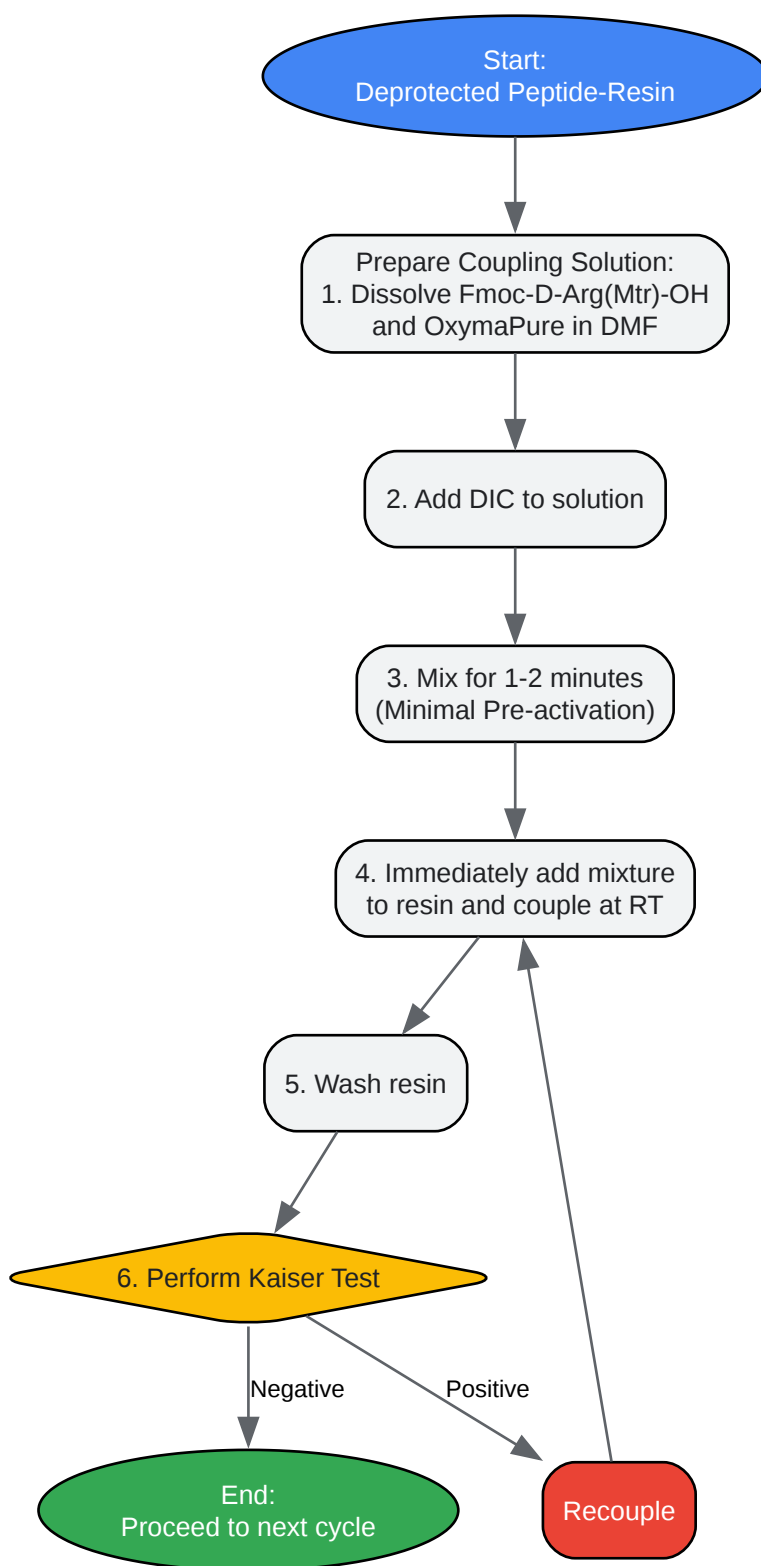 Start:
Deprotected Peptide-Resin
Prepare Coupling Solution:
1. Dissolve Fmoc-D-Arg(Mtr)-OH
and OxymaPure in DMF
2. Add DIC to solution
3. Mix for 1-2 minutes
(Minimal Pre-activation)
4. Immediately add mixture
to resin and couple at RT
5. Wash resin
6. Perform Kaiser Test
Negative
Positive
End:
Proceed to next cycle
Recouple